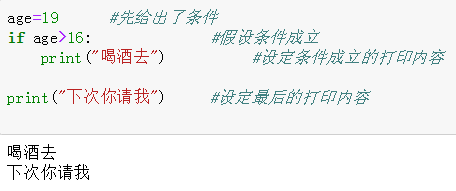 age=19 #先给出了条件
if age>16: #假设条件成立
print("喝酒去") #设定条件成立的打印内容
print("下次你请我") #设定最后的打印内容
喝酒去
下次你请我